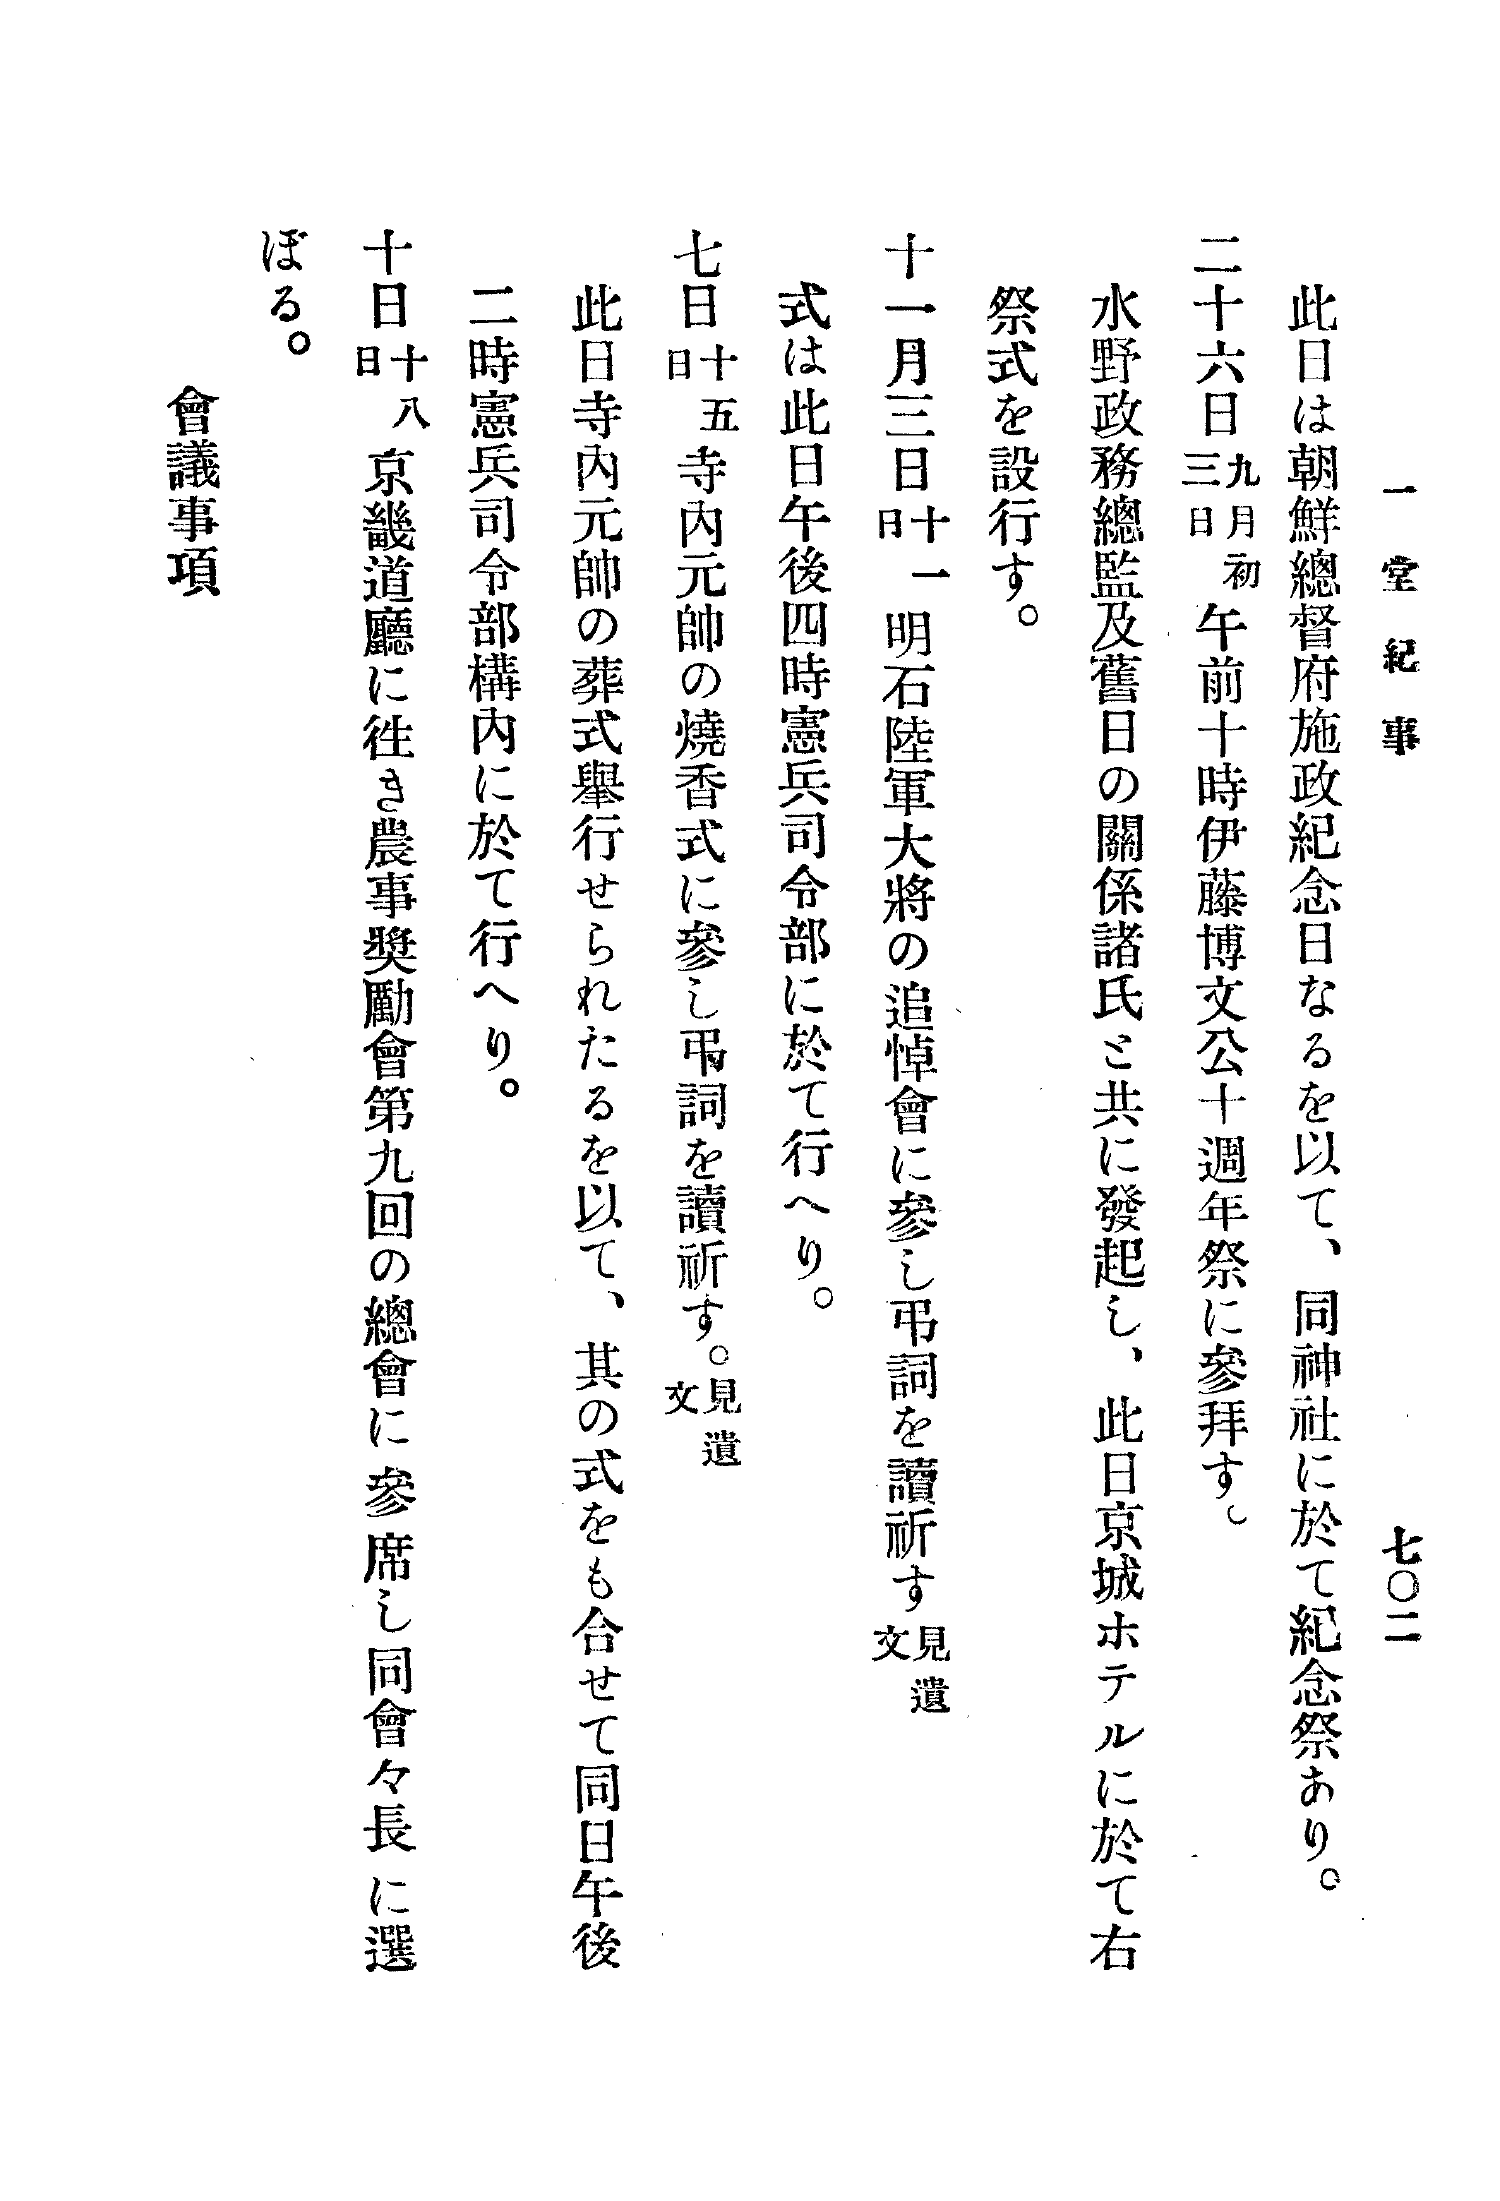 一堂紀事
七〇二
此日は朝鮮總督府施政紀念日なるを以て、同神社に於て紀念祭あり。
二十六日九月初三日午前十時伊藤博文公十週年祭に參拜す。
水野政務總監及舊日の關係諸氏と共に發起し、此日京城ホテルに於て右
祭式を設行す。
十一月三日十一日明石陸軍大將の追悼會に參し弔詞を讀祈す見遺文
式は此日午後四時憲兵司令部に於て行へり。
七日十五日寺內元帥の燒香式に參し弔詞を讀祈す。見遺文
此日寺內元帥の葬式舉行せられたるを以て、其の式をも合せて同日午後
二時憲兵司令部構內に於て行へり。
十日十八日京畿道廳に徃き農事奬勵會第九回の總會に參席し同會々長に選
ぼる。
會議事項